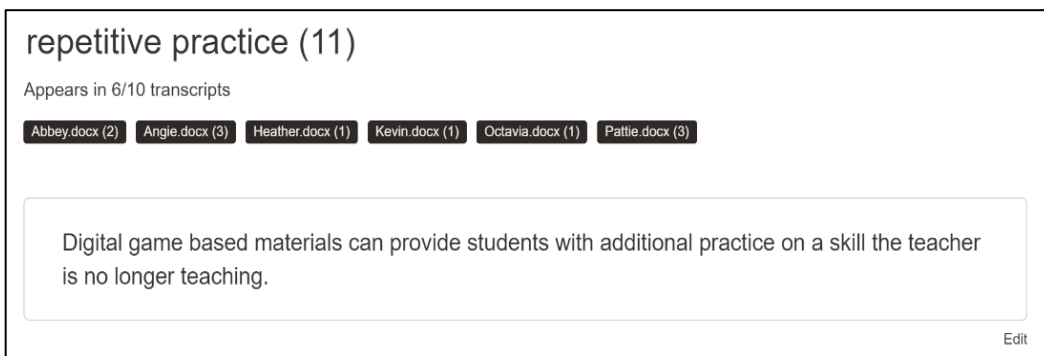 repetitive practice (11)
Appears in 6/10 transcripts
Abbey.docx (2) Angie.docx (3) Heather.docx (1) Kevin.docx (1) Octavia.docx (1) Pattie.docx (3)
Digital game based materials can provide students with additional practice on a skill the teacher
is no longer teaching.
Edit